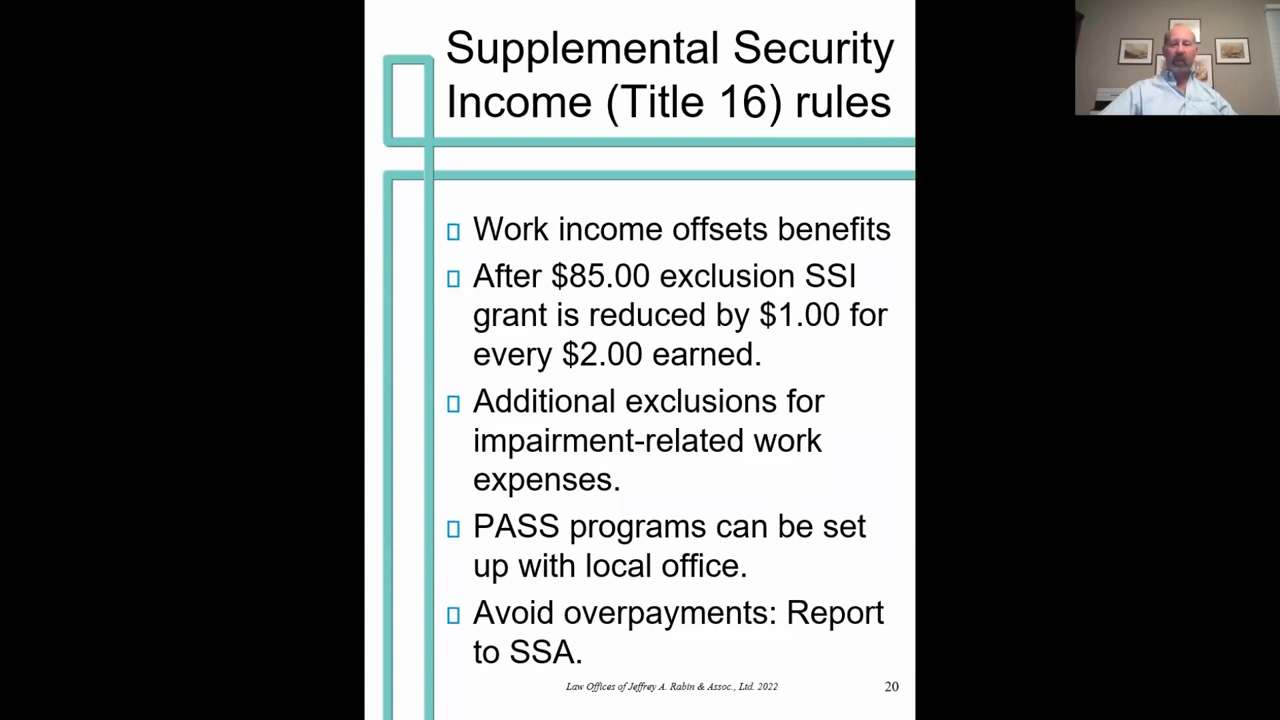 Supplemental Security
Income (Title 16) rules
Work income offsets benefits
After $85.00 exclusion SSI
grant is reduced by $1.00 for
every $2.00 earned.
Additional exclusions for
impairment-related work
expenses.
PASS programs can be set
up with local office.
Avoid overpayments: Report
to SSA.
Law Offices of Jeffrey A. Rabin & Assoc., Ltd. 2022
20